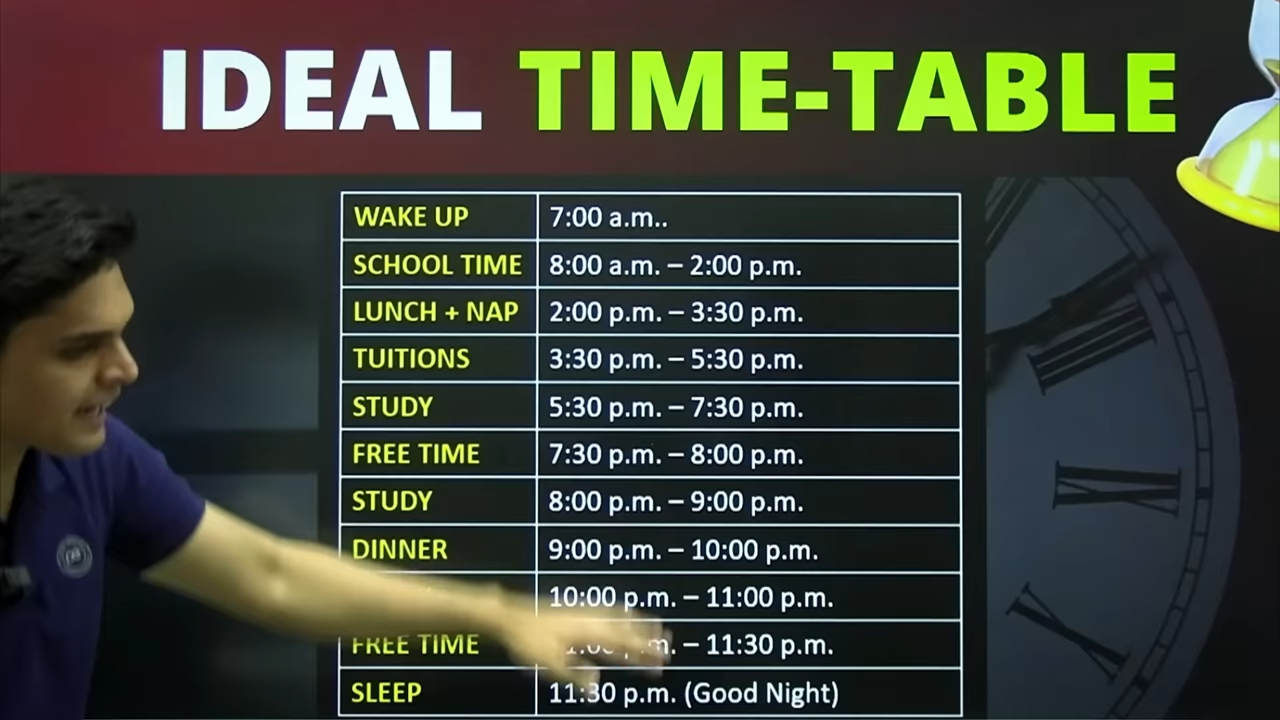 IDEAL TIME-TABLE
WAKE UP 7:00 a.m..
SCHOOL TIME 8:00 a.m. – 2:00 p.m.
LUNCH + NAP 2:00 p.m. – 3:30 p.m.
TUITIONS 3:30 p.m. – 5:30 p.m.
STUDY 5:30 p.m. – 7:30 p.m.
FREE TIME 7:30 p.m. – 8:00 p.m.
STUDY 8:00 p.m. – 9:00 p.m.
DINNER 9:00 p.m. – 10:00 p.m.
10:00 p.m. – 11:00 p.m.
FREE TIME – 11:30 p.m.
SLEEP 11:30 p.m. (Good Night)